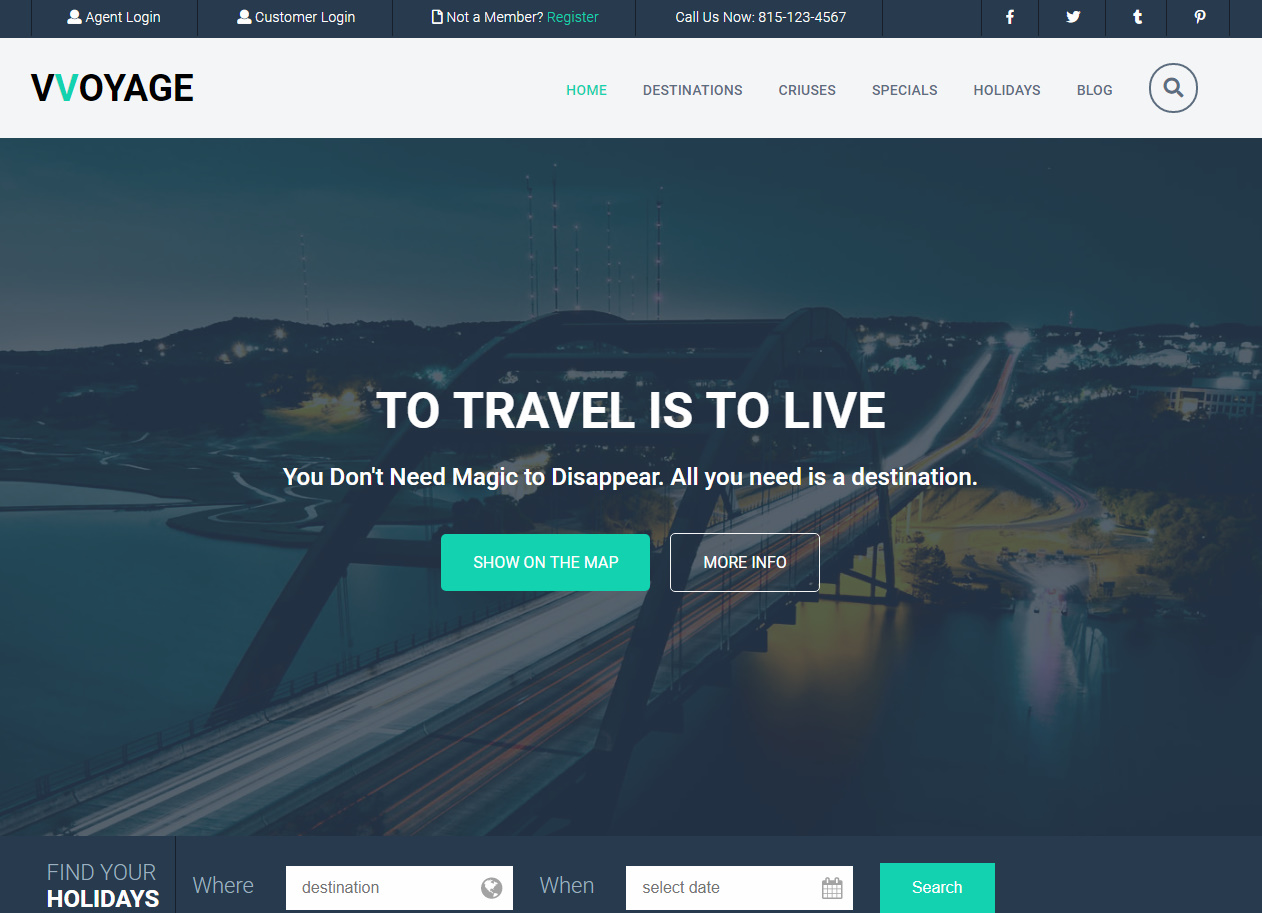 Agent Login Customer Login Not a Member? Register Call Us Now: 815-123-4567
VVOYAGE
HOME DESTINATIONS CRIUSES SPECIALS HOLIDAYS BLOG
TO TRAVEL IS TO LIVE
You Don't Need Magic to Disappear. All you need is a destination.
SHOW ON THE MAP MORE INFO
FIND YOUR
HOLIDAYS
Where destination When select date Search